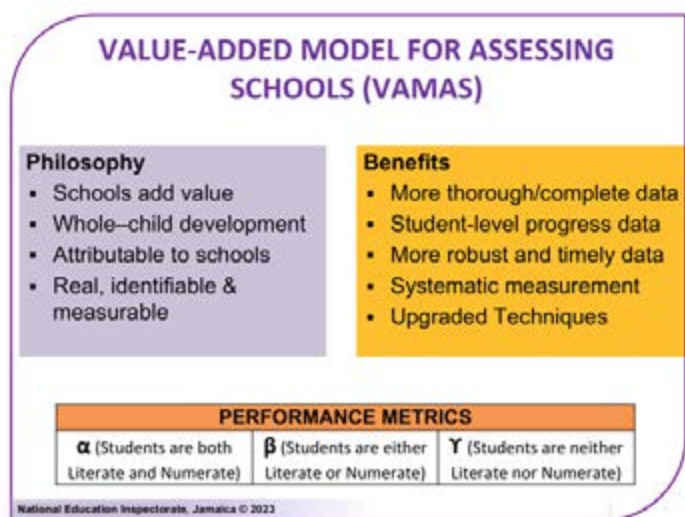 VALUE-ADDED MODEL FOR ASSESSING
SCHOOLS (VAMAS)
Philosophy
▪ Schools add value
▪ Whole–child development
▪ Attributable to schools
▪ Real, identifiable &
measurable
Benefits
▪ More thorough/complete data
▪ Student-level progress data
▪ More robust and timely data
▪ Systematic measurement
▪ Upgraded Techniques
PERFORMANCE METRICS
α (Students are both
Literate and Numerate)
β (Students are either
Literate or Numerate)
ϒ (Students are neither
Literate nor Numerate)
National Education Inspectorate, Jamaica © 2023